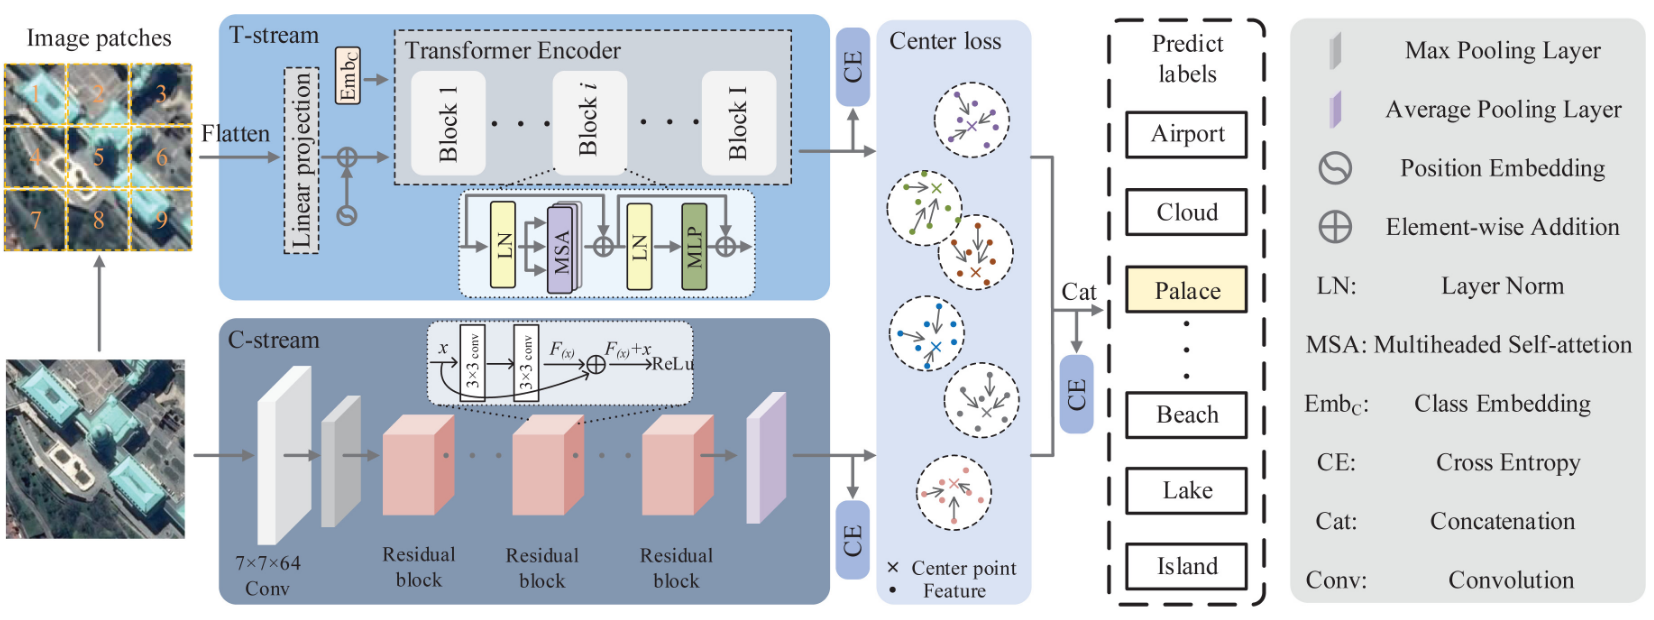 Image patches
1 2 3
4 5 6
7 8 9
Flatten
T-stream
Linear projection
Emb_C
Transformer Encoder
Block 1
Block i
Block I
LN
MSA
LN
MLP
CE
C-stream
x
3×3 conv
3×3 conv
F(x)
F(x)+x
ReLu
7×7×64
Conv
Residual
block
Residual
block
Residual
block
CE
Center loss
× Center point
• Feature
Cat
CE
Predict
labels
Airport
Cloud
Palace
Beach
Lake
Island
Max Pooling Layer
Average Pooling Layer
Position Embedding
Element-wise Addition
LN: Layer Norm
MSA: Multiheaded Self-attetion
Emb_C: Class Embedding
CE: Cross Entropy
Cat: Concatenation
Conv: Convolution